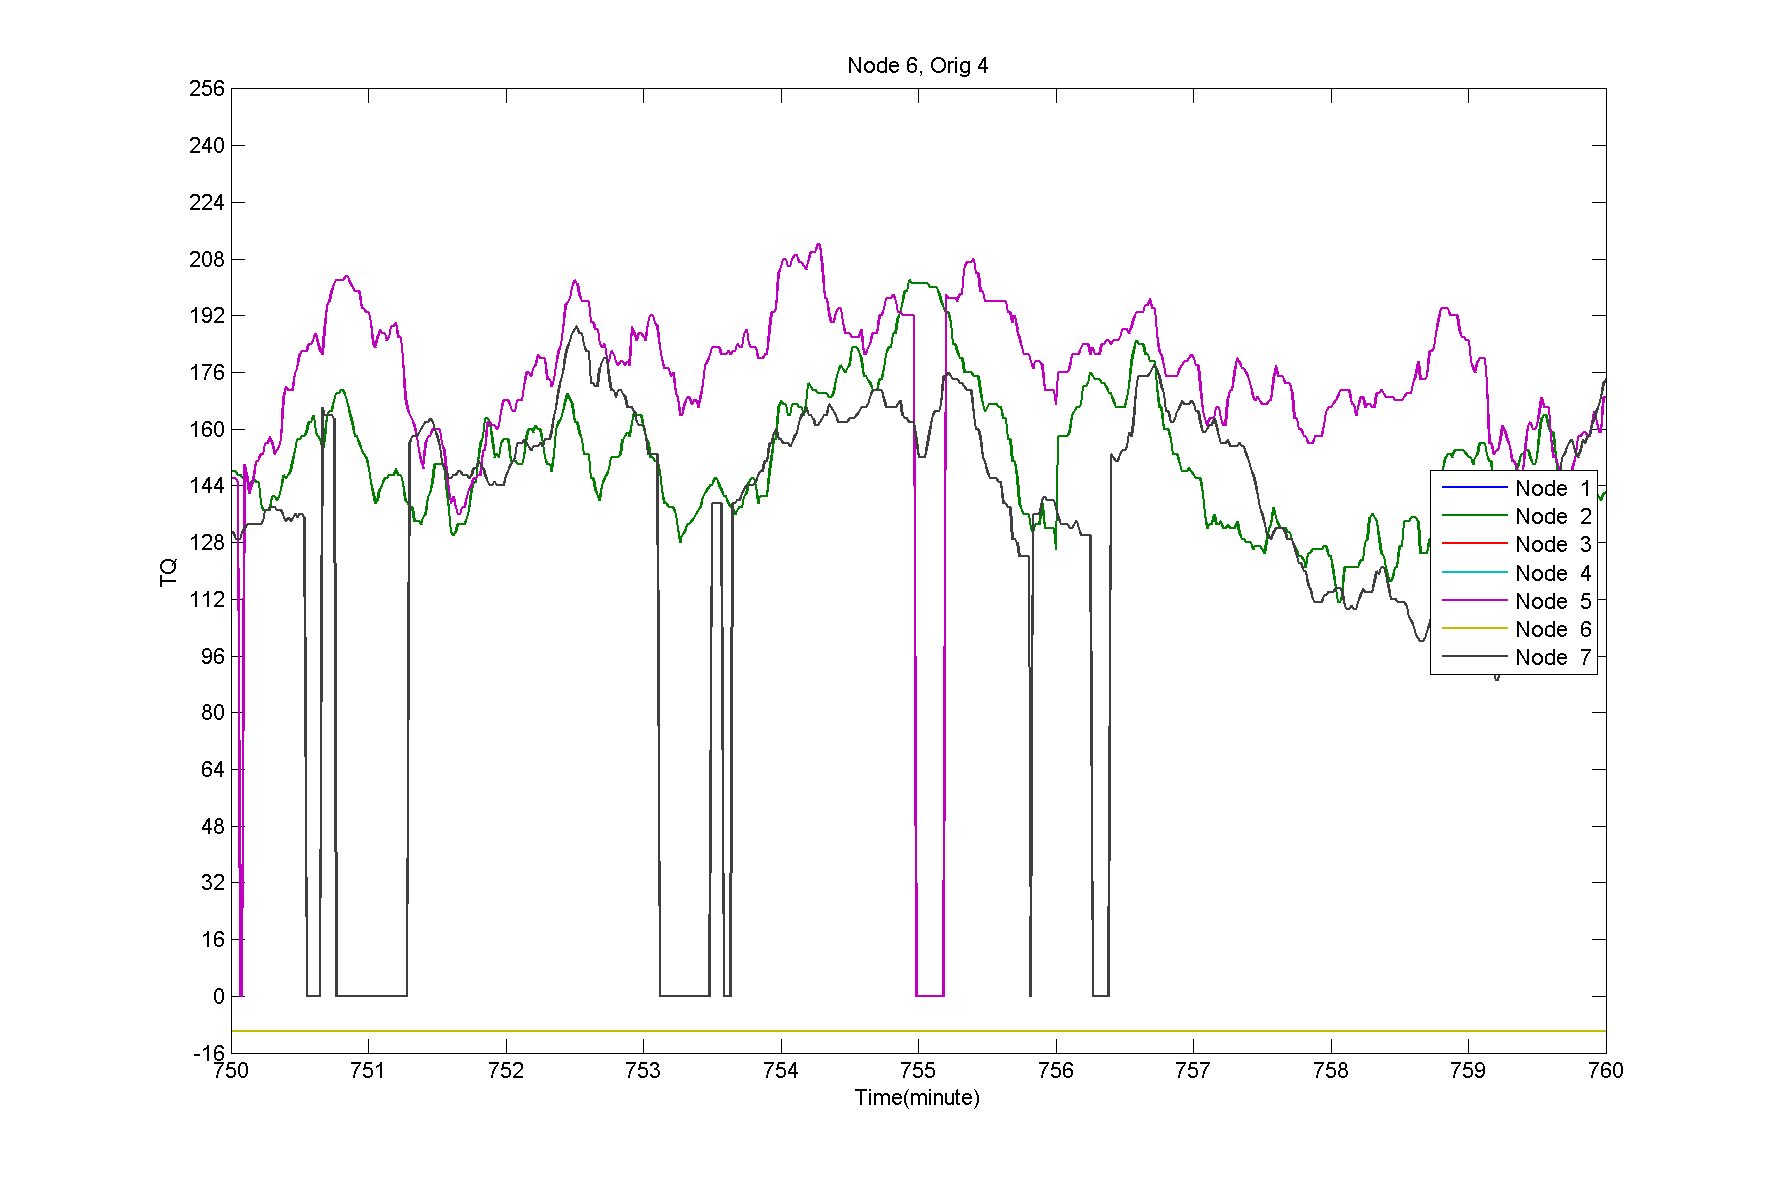 Node 6, Orig 4
256
240
224
208
192
176
160
144
128
112
96
80
64
48
32
16
0
-16
TQ
750 751 752 753 754 755 756 757 758 759 760
Time(minute)
Node 1
Node 2
Node 3
Node 4
Node 5
Node 6
Node 7